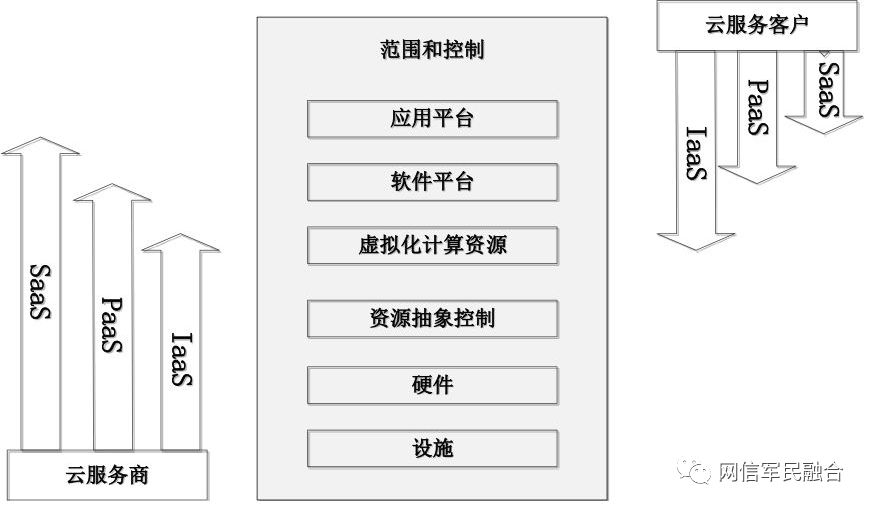 云服务客户
范围和控制
SaaS
PaaS
IaaS
应用平台
软件平台
虚拟化计算资源
资源抽象控制
硬件
设施
SaaS
PaaS
IaaS
云服务商
网信军民融合